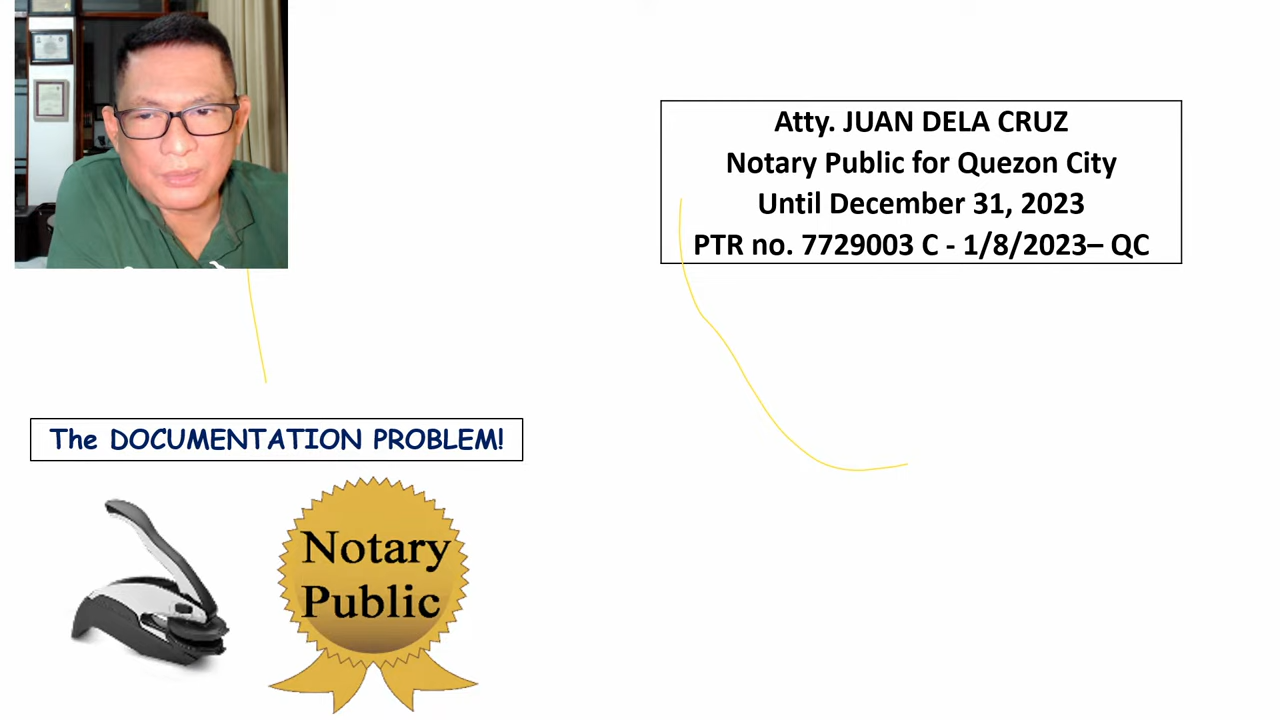 Atty. JUAN DELA CRUZ
Notary Public for Quezon City
Until December 31, 2023
PTR no. 7729003 C - 1/8/2023– QC
The DOCUMENTATION PROBLEM!
Notary
Public